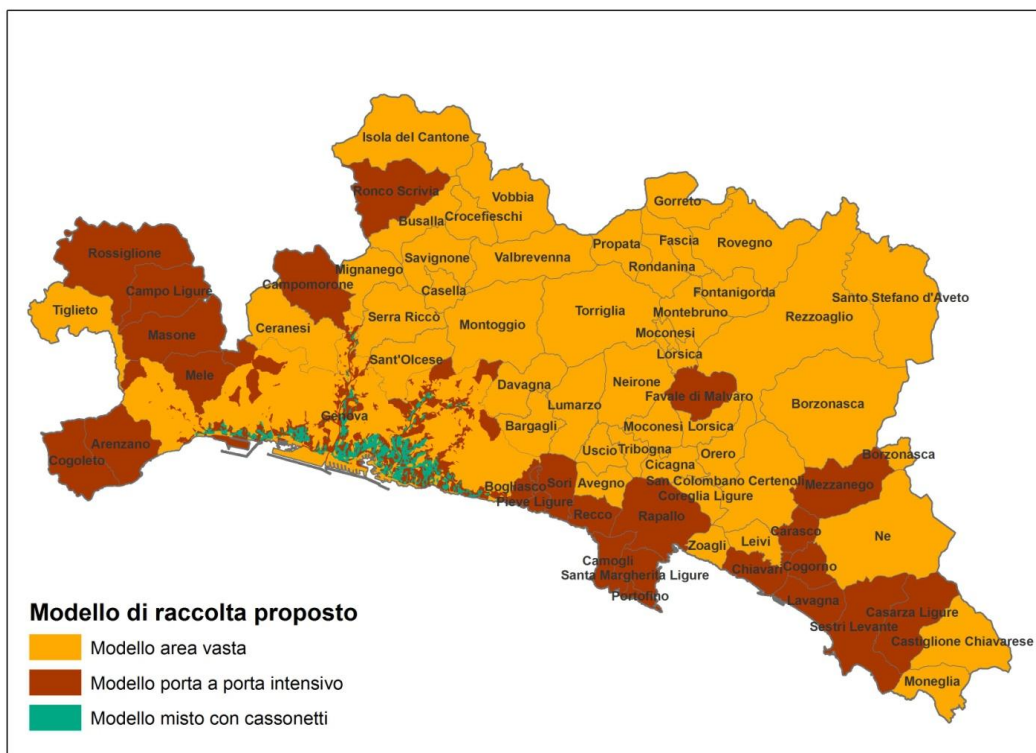 Isola del Cantone
Ronco Scrivia
Vobbia
Gorreto
Busalla
Crocefieschi
Rossiglione
Propata
Fascia
Rovegno
Mignanego
Savignone
Valbrevenna
Rondanina
Campomorone
Campo Ligure
Casella
Fontanigorda
Santo Stefano d'Aveto
Tiglieto
Serra Riccò
Torriglia
Montebruno
Rezzoaglio
Ceranesi
Montoggio
Moconesi
Masone
Lorsica
Sant'Olcese
Mele
Davagna
Neirone
Favale di Malvaro
Borzonasca
Lumarzo
Genova
Bargagli
Moconesi
Lorsica
Arenzano
Cogoleto
Uscio
Tribogna
Orero
Borzonasca
Cicagna
Bogliasco
Sori
Avegno
San Colombano Certenoli
Mezzanego
Pieve Ligure
Coreglia Ligure
Recco
Rapallo
Carasco
Ne
Zoagli
Leivi
Camogli
Chiavari
Cogorno
Santa Margherita Ligure
Portofino
Lavagna
Casarza Ligure
Sestri Levante
Castiglione Chiavarese
Moneglia
Modello di raccolta proposto
Modello area vasta
Modello porta a porta intensivo
Modello misto con cassonetti